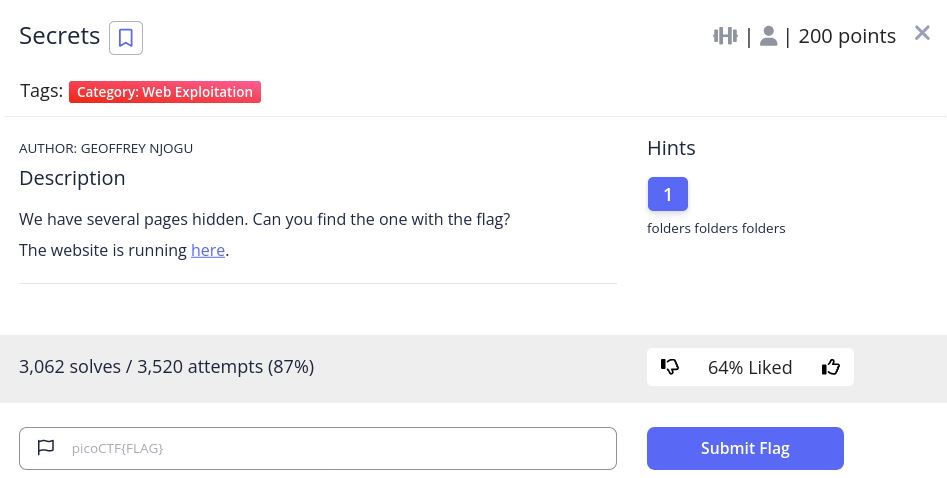 Secrets
| | 200 points
Tags: Category: Web Exploitation
AUTHOR: GEOFFREY NJOGU
Description
We have several pages hidden. Can you find the one with the flag?
The website is running here.
Hints
1
folders folders folders
3,062 solves / 3,520 attempts (87%)
64% Liked
picoCTF{FLAG}
Submit Flag